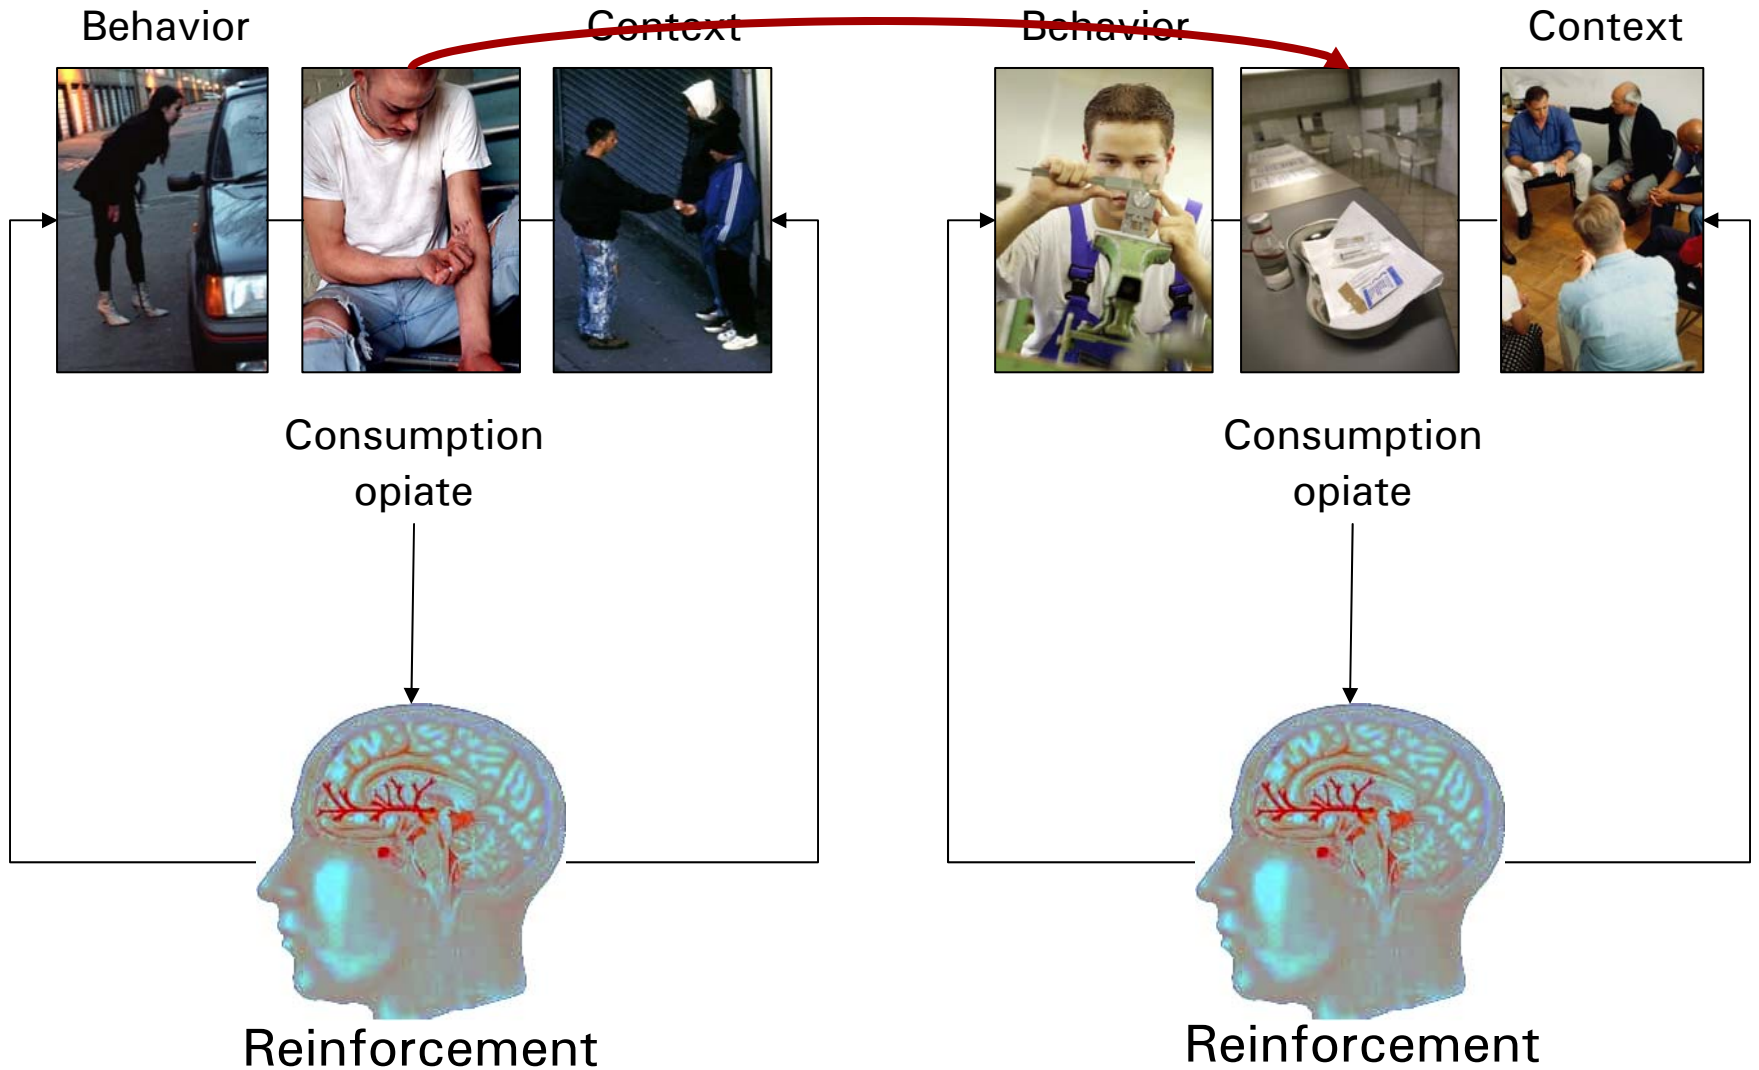 Behavior
Context
Behavior
Context
Consumption
opiate
Consumption
opiate
Reinforcement
Reinforcement